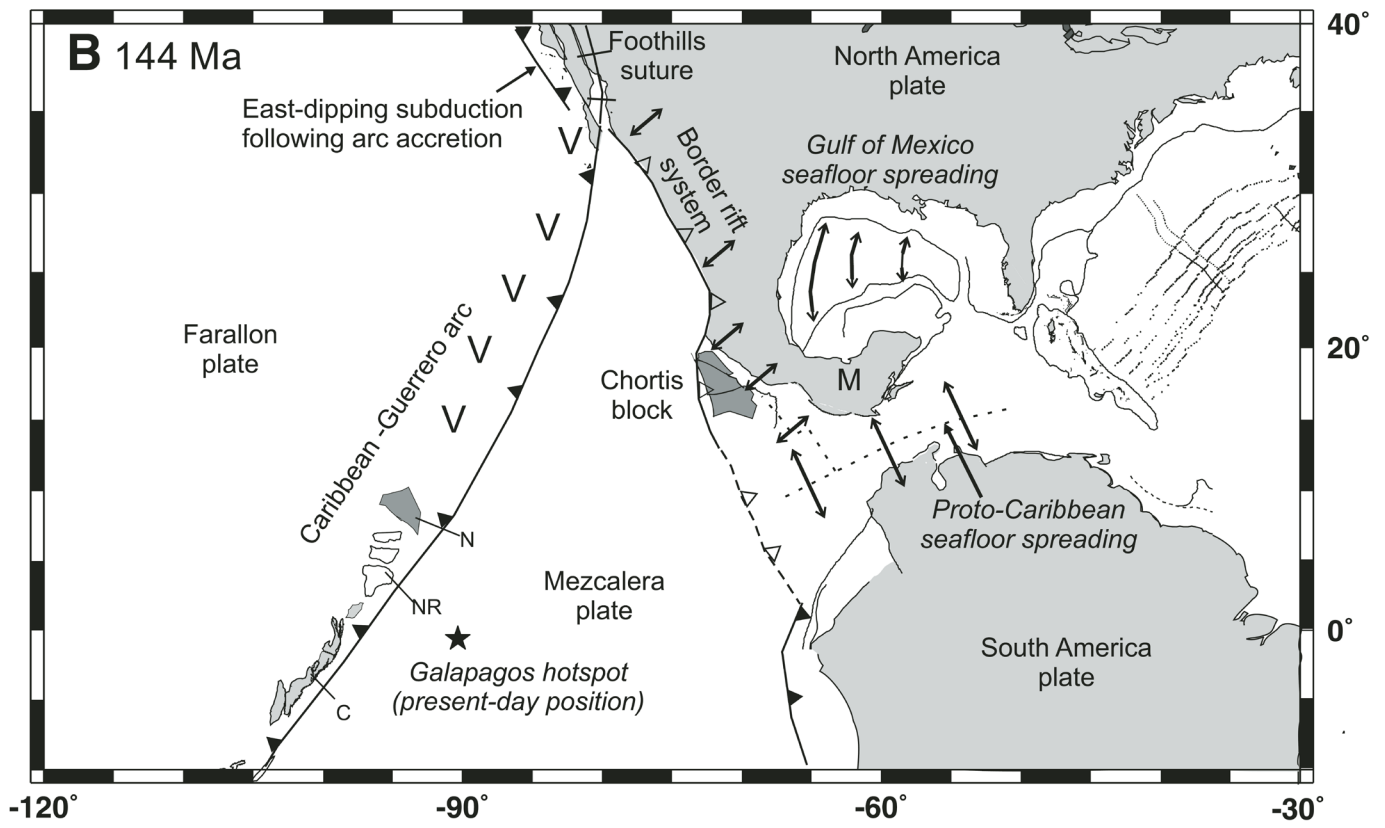 B 144 Ma
Foothills
suture
North America
plate
40°
East-dipping subduction
following arc accretion
V
Border rift
system
Gulf of Mexico
seafloor spreading
V
V
Farallon
plate
V
20°
Caribbean -Guerrero arc
Chortis
block
M
V
N
Proto-Caribbean
seafloor spreading
Mezcalera
plate
NR
0°
Galapagos hotspot
(present-day position)
South America
plate
C
-120°
-90°
-60°
-30°